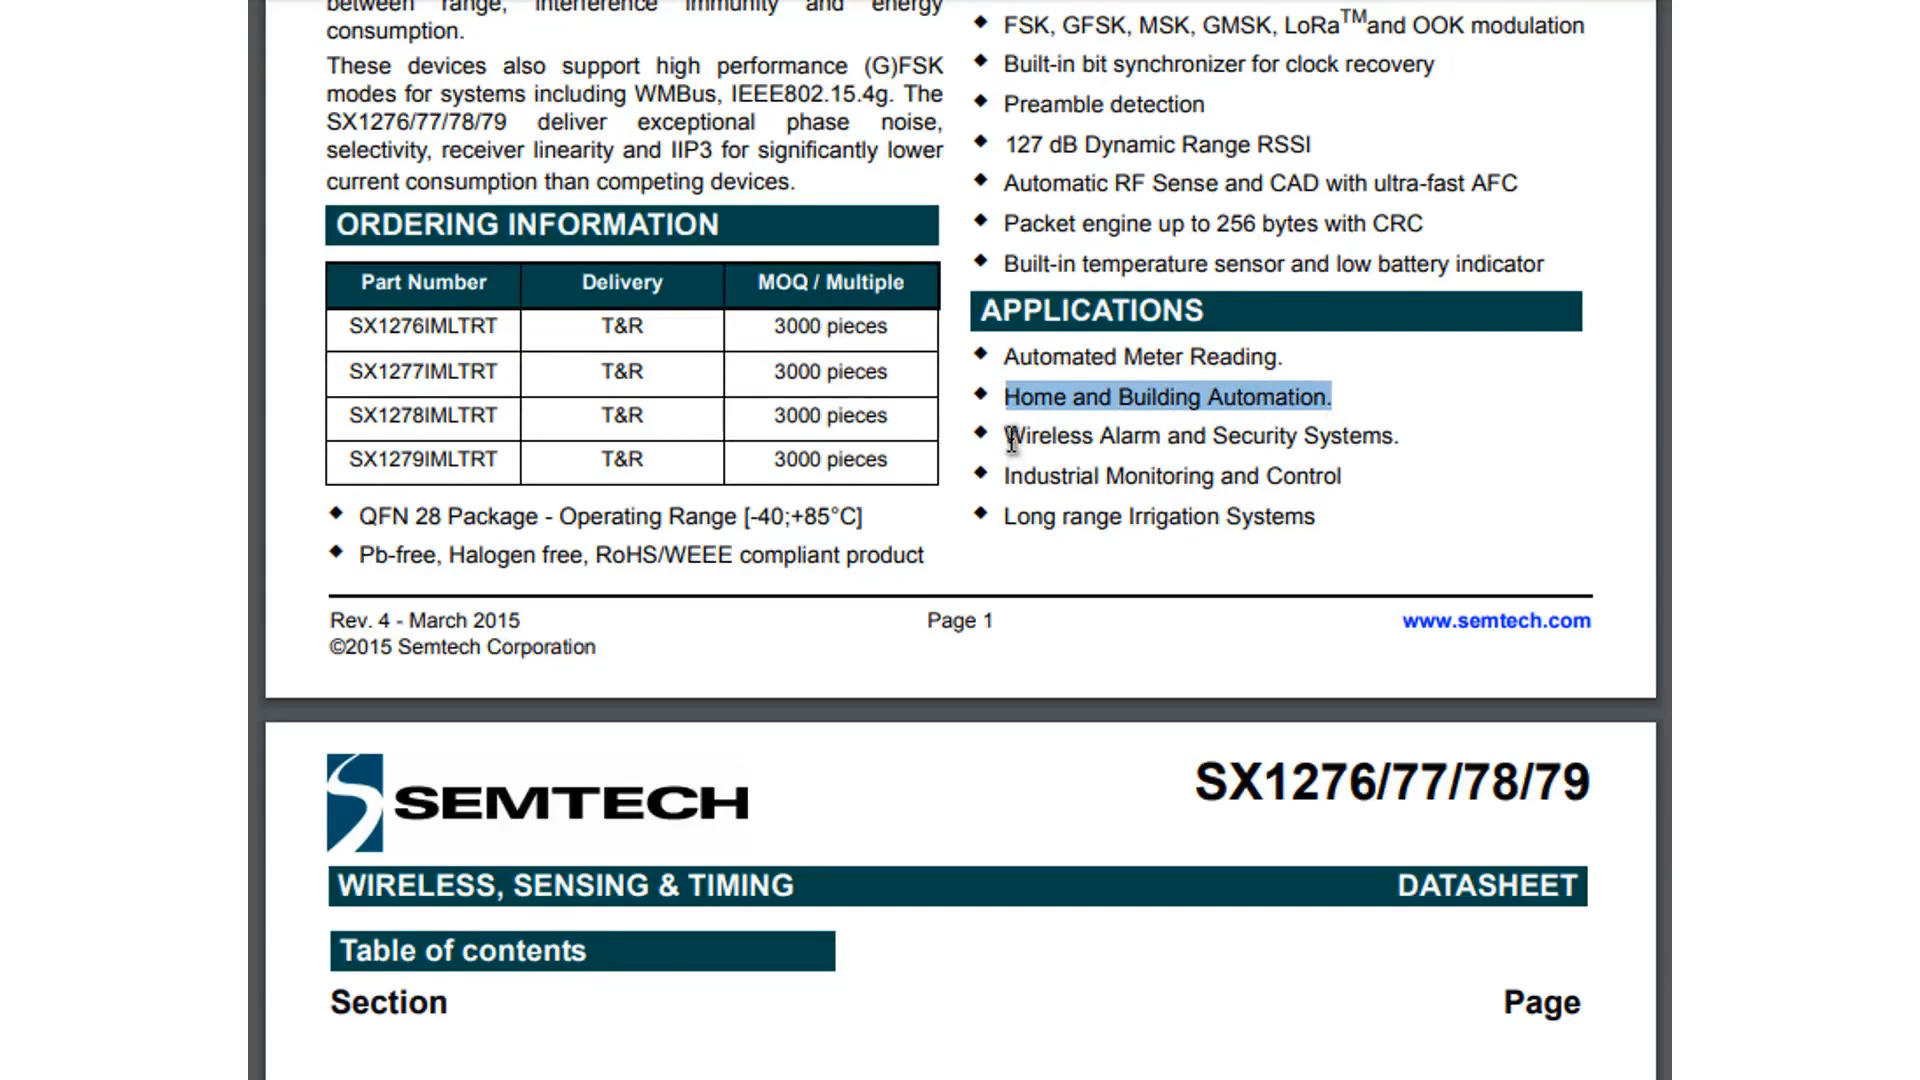 between range, interference immunity and energy
consumption.
These devices also support high performance (G)FSK
modes for systems including WMBus, IEEE802.15.4g. The
SX1276/77/78/79 deliver exceptional phase noise,
selectivity, receiver linearity and IIP3 for significantly lower
current consumption than competing devices.
ORDERING INFORMATION
Part Number Delivery MOQ / Multiple
SX1276IMLTRT T&R 3000 pieces
SX1277IMLTRT T&R 3000 pieces
SX1278IMLTRT T&R 3000 pieces
SX1279IMLTRT T&R 3000 pieces
◆ QFN 28 Package - Operating Range [-40;+85°C]
◆ Pb-free, Halogen free, RoHS/WEEE compliant product
◆ FSK, GFSK, MSK, GMSK, LoRa™and OOK modulation
◆ Built-in bit synchronizer for clock recovery
◆ Preamble detection
◆ 127 dB Dynamic Range RSSI
◆ Automatic RF Sense and CAD with ultra-fast AFC
◆ Packet engine up to 256 bytes with CRC
◆ Built-in temperature sensor and low battery indicator
APPLICATIONS
◆ Automated Meter Reading.
◆ Home and Building Automation.
◆ Wireless Alarm and Security Systems.
◆ Industrial Monitoring and Control
◆ Long range Irrigation Systems
Rev. 4 - March 2015 Page 1 www.semtech.com
©2015 Semtech Corporation
SEMTECH SX1276/77/78/79
WIRELESS, SENSING & TIMING DATASHEET
Table of contents
Section Page